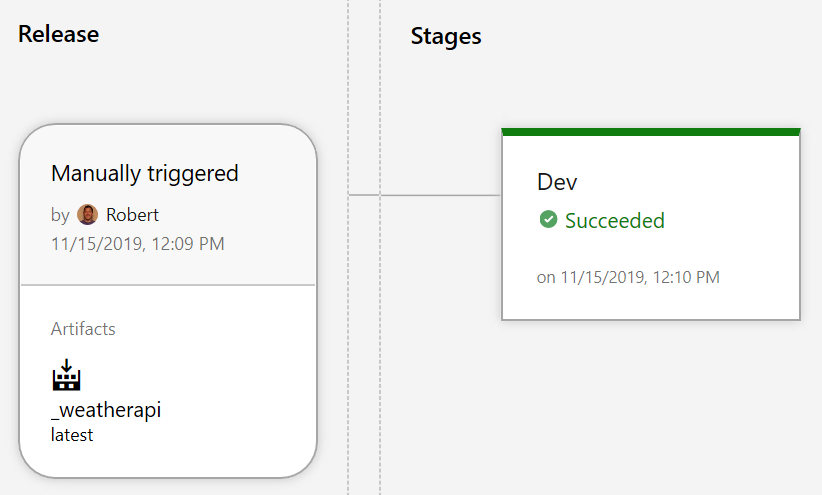 Release
Stages
Manually triggered
by Robert
11/15/2019, 12:09 PM
Artifacts
_weatherapi
latest
Dev
Succeeded
on 11/15/2019, 12:10 PM